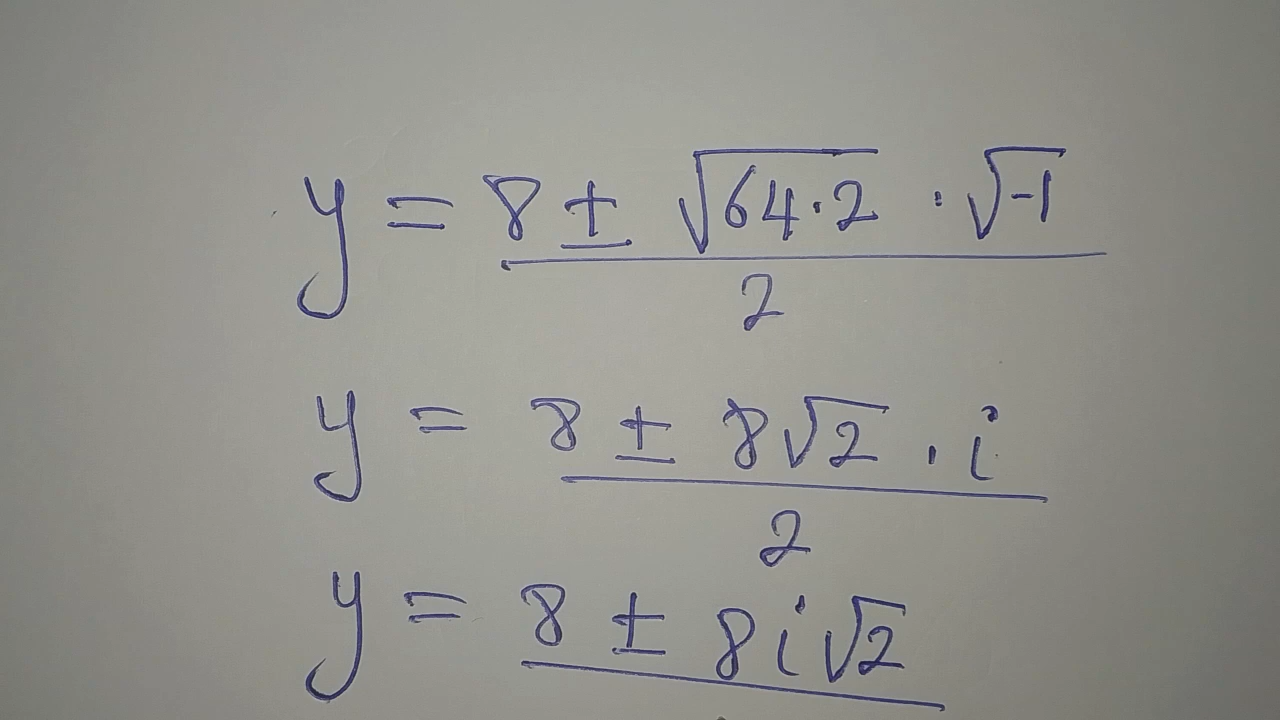 y = 8 ± √64·2 · √-1
2
y = 8 ± 8√2 · i
2
y = 8 ± 8i√2